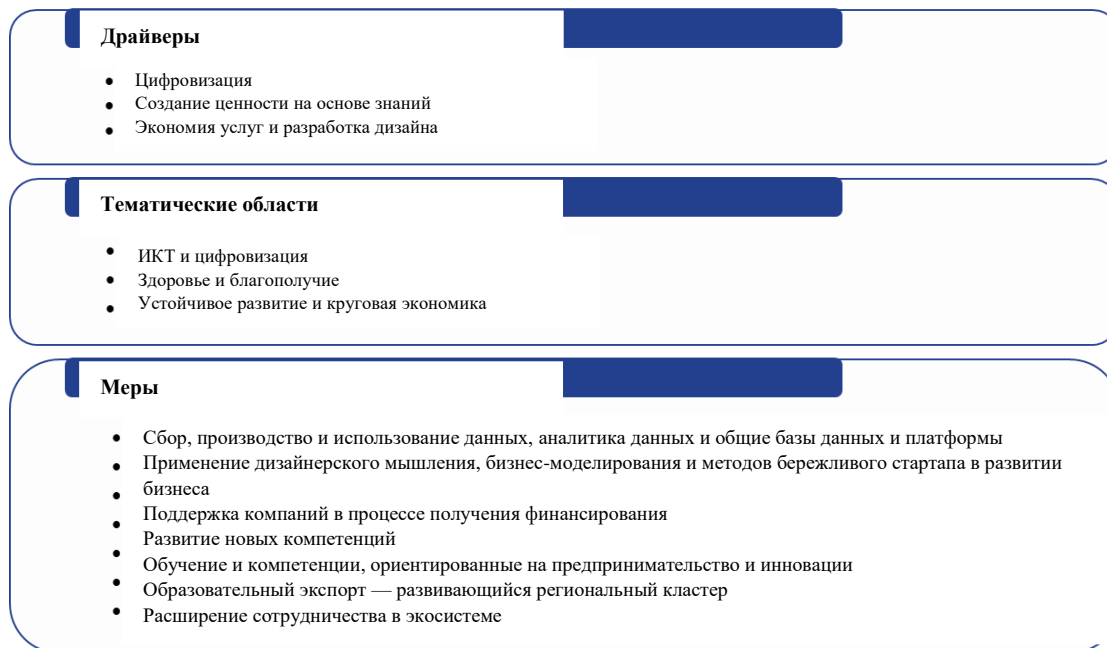 Драйверы
• Цифровизация
• Создание ценности на основе знаний
• Экономия услуг и разработка дизайна
Тематические области
• ИКТ и цифровизация
• Здоровье и благополучие
• Устойчивое развитие и круговая экономика
Меры
• Сбор, производство и использование данных, аналитика данных и общие базы данных и платформы
• Применение дизайнерского мышления, бизнес-моделирования и методов бережливого стартапа в развитии
• бизнеса
• Поддержка компаний в процессе получения финансирования
Развитие новых компетенций
• Обучение и компетенции, ориентированные на предпринимательство и инновации
• Образовательный экспорт — развивающийся региональный кластер
• Расширение сотрудничества в экосистеме